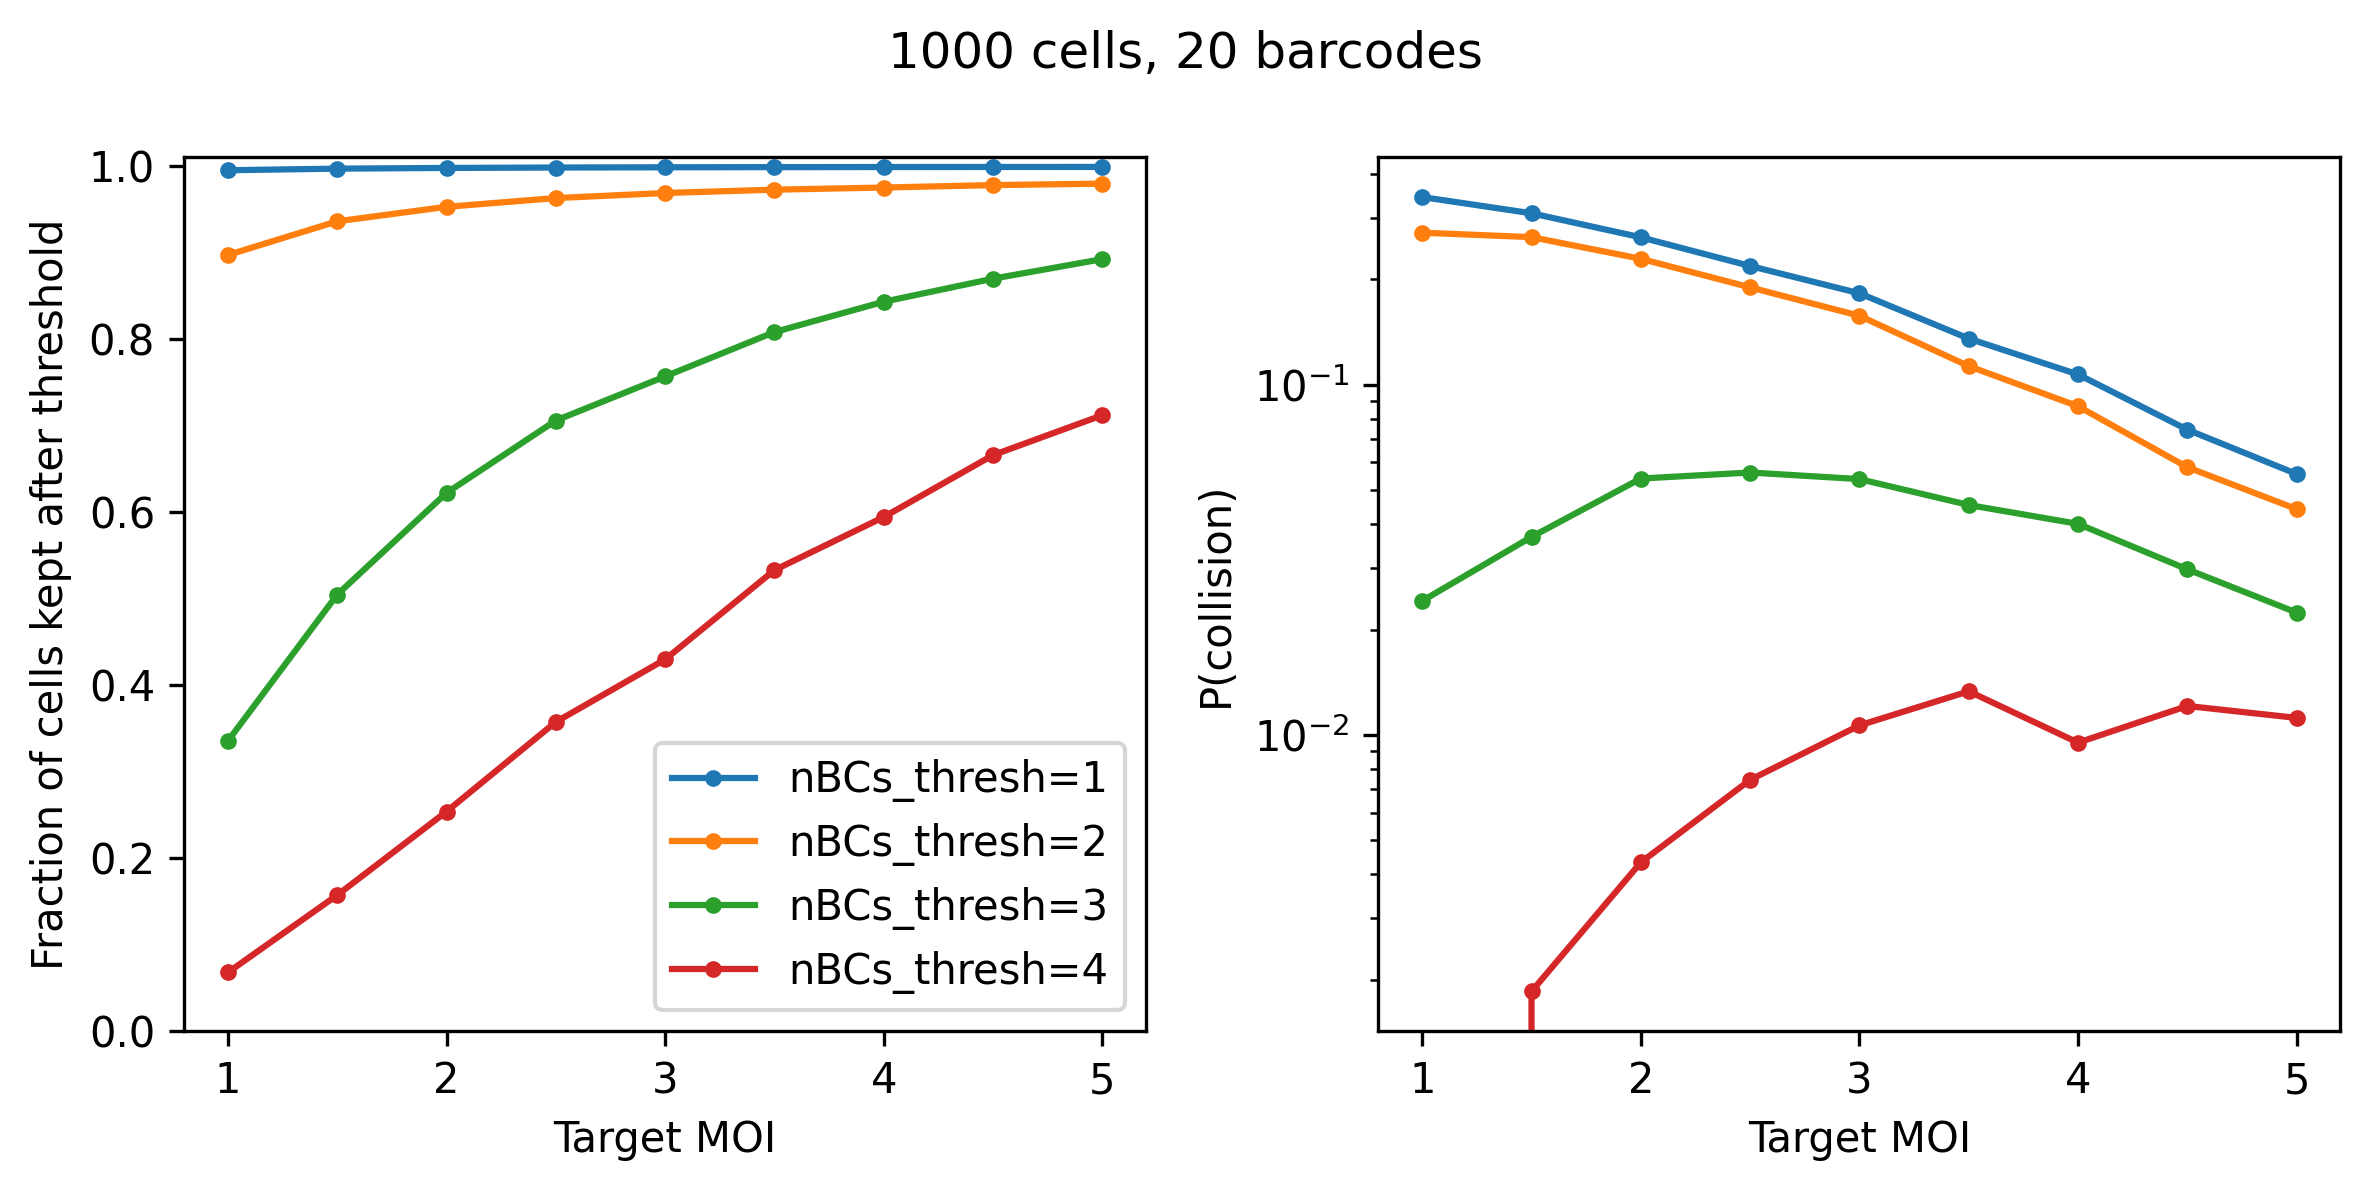 1000 cells, 20 barcodes
Fraction of cells kept after threshold
1.0
0.8
0.6
0.4
0.2
0.0
1 2 3 4 5
Target MOI
nBCs_thresh=1
nBCs_thresh=2
nBCs_thresh=3
nBCs_thresh=4
P(collision)
10⁻¹
10⁻²
1 2 3 4 5
Target MOI